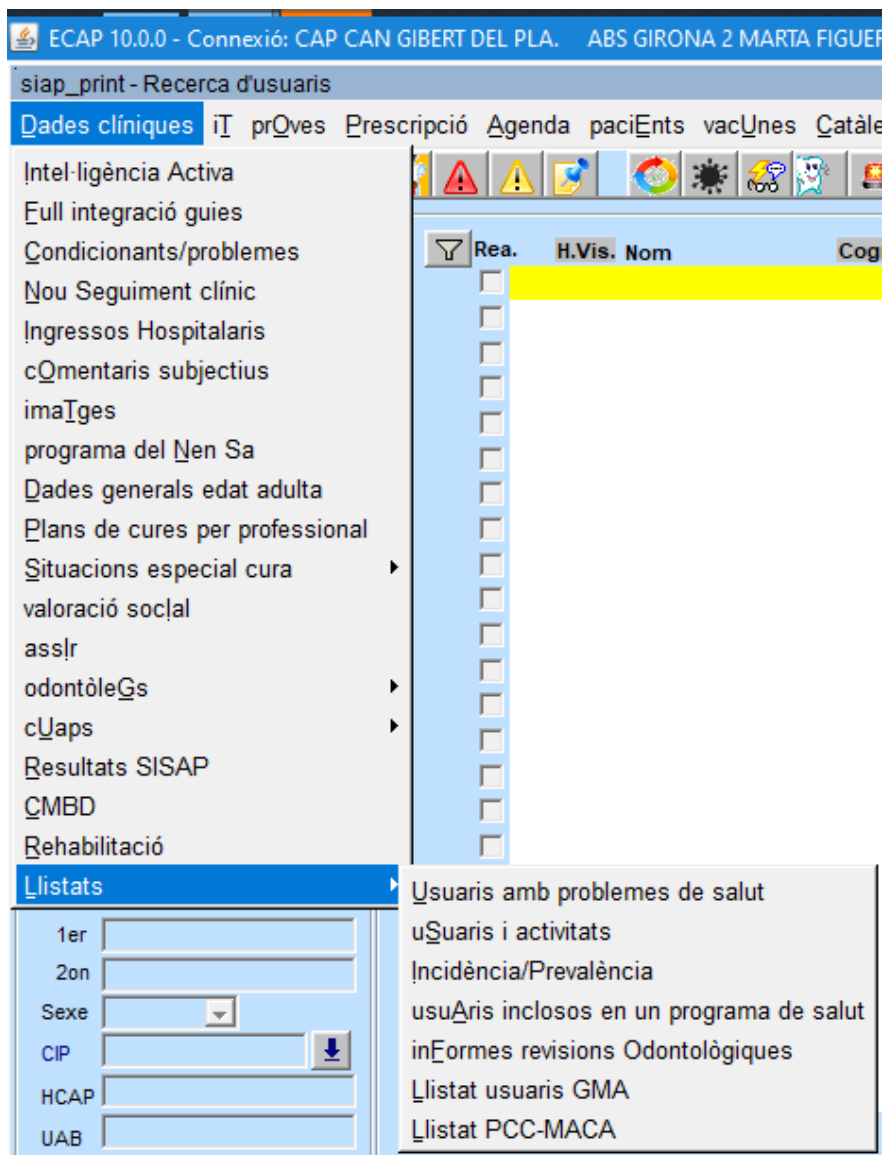 ECAP 10.0.0 - Connexió: CAP CAN GIBERT DEL PLA. ABS GIRONA 2 MARTA
siap_print - Recerca d'usuaris
Dades clíniques iT prOves Prescripció Agenda paciEnts vacUnes
Intel·ligència Activa
Full integració guies
Condicionants/problemes
Nou Seguiment clínic
Ingressos Hospitalaris
cOmentaris subjectius
imaTges
programa del Nen Sa
Dades generals edat adulta
Plans de cures per professional
Situacions especial cura
valoració socIal
assIr
odontòleGs
cUaps
Resultats SISAP
CMBD
Rehabilitació
Llistats
Rea. H.Vis. Nom Cog
Usuaris amb problemes de salut
uSuaris i activitats
Incidència/Prevalència
usuAris inclosos en un programa de salut
inFormes revisions Odontològiques
Llistat usuaris GMA
Llistat PCC-MACA
1er
2on
Sexe
CIP
HCAP
UAB